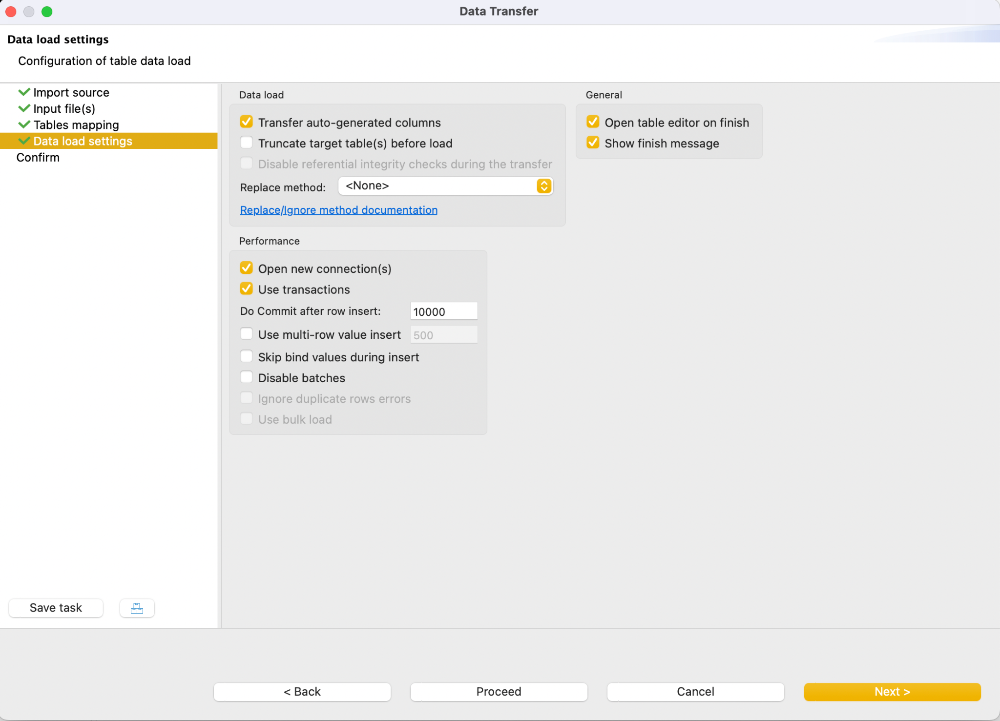 Data Transfer
Data load settings
Configuration of table data load
Import source
Input file(s)
Tables mapping
Data load settings
Confirm
Data load
Transfer auto-generated columns
Truncate target table(s) before load
Disable referential integrity checks during the transfer
Replace method: <None>
Replace/Ignore method documentation
General
Open table editor on finish
Show finish message
Performance
Open new connection(s)
Use transactions
Do Commit after row insert: 10000
Use multi-row value insert 500
Skip bind values during insert
Disable batches
Ignore duplicate rows errors
Use bulk load
Save task
< Back
Proceed
Cancel
Next >